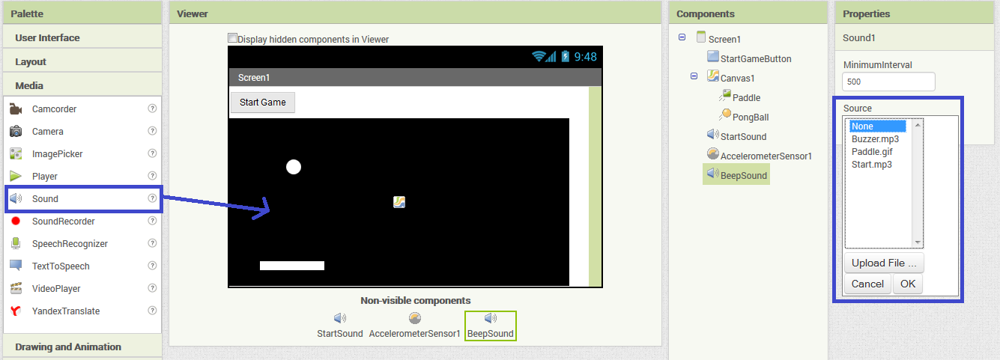 Palette
User Interface
Layout
Media
Camcorder ?
Camera ?
ImagePicker ?
Player ?
Sound ?
SoundRecorder ?
SpeechRecognizer ?
TextToSpeech ?
VideoPlayer ?
YandexTranslate ?
Drawing and Animation
Viewer
Display hidden components in Viewer
9:48
Screen1
Start Game
Non-visible components
StartSound AccelerometerSensor1 BeepSound
Components
Screen1
StartGameButton
Canvas1
Paddle
PongBall
StartSound
AccelerometerSensor1
BeepSound
Properties
Sound1
MinimumInterval
500
Source
None
Buzzer.mp3
Paddle.gif
Start.mp3
Upload File ...
Cancel OK